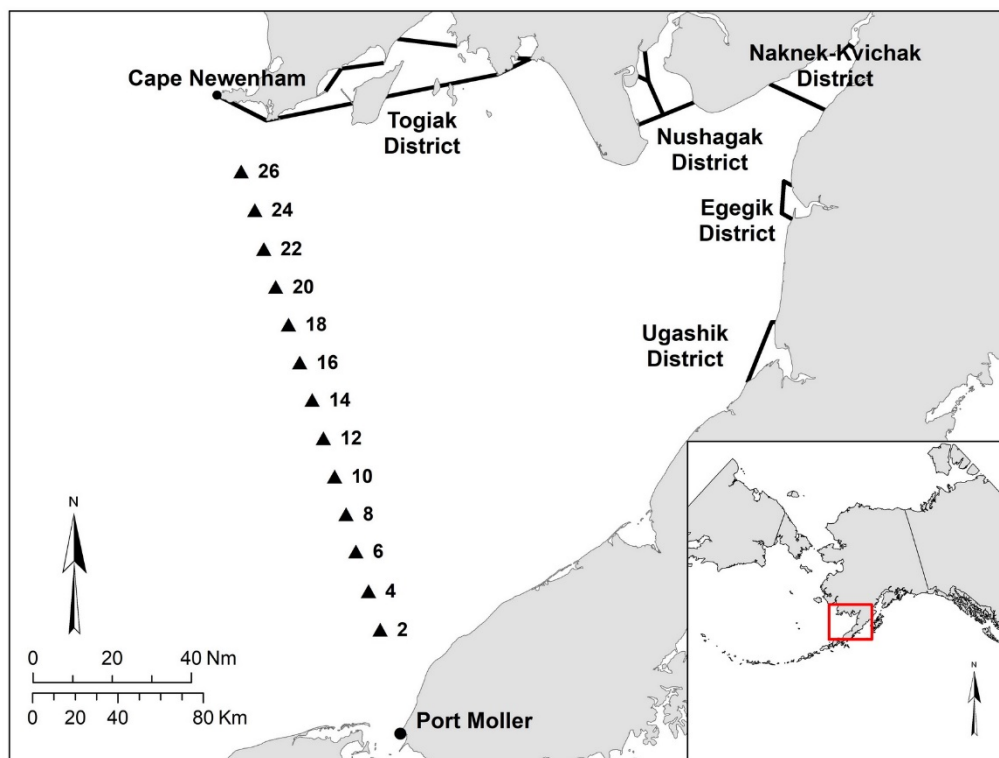 Cape Newenham
Naknek-Kvichak
District
Togiak
District
Nushagak
District
Egegik
District
Ugashik
District
26
24
22
20
18
16
14
12
10
8
6
4
2
N
0 20 40 Nm
0 20 40 80 Km
Port Moller
N